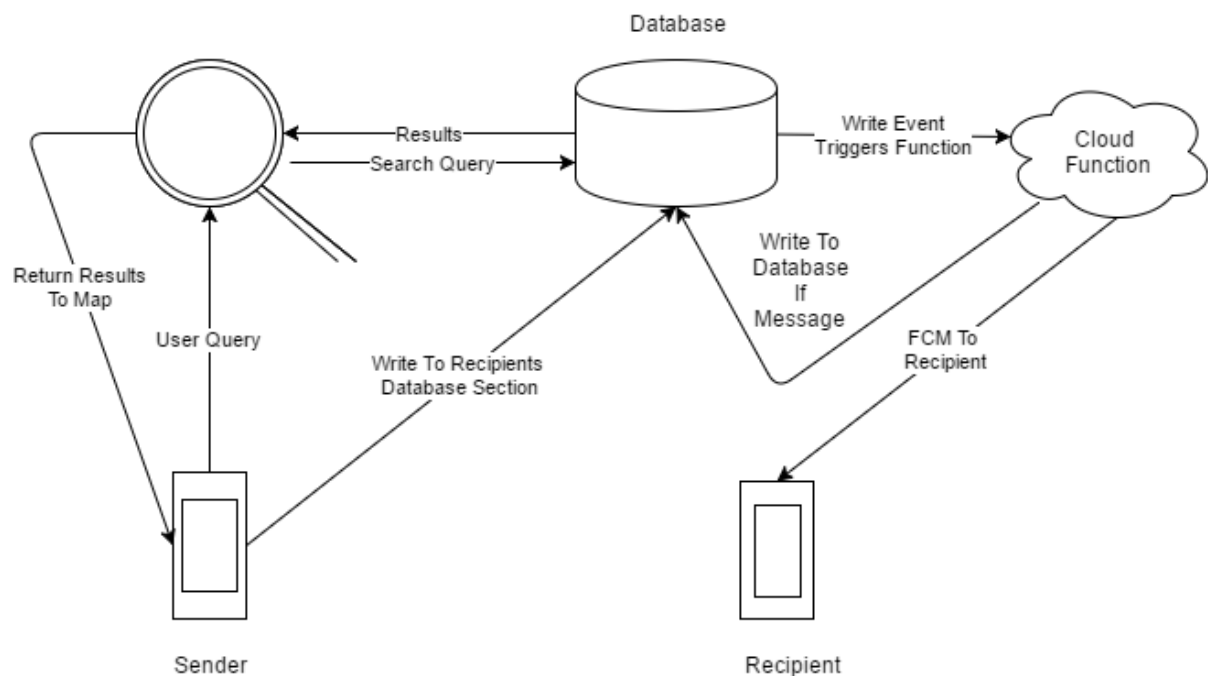 Database
Results
Search Query
Write Event
Triggers Function
Cloud
Function
Return Results
To Map
User Query
Write To
Database
If
Message
Write To Recipients
Database Section
FCM To
Recipient
Sender
Recipient